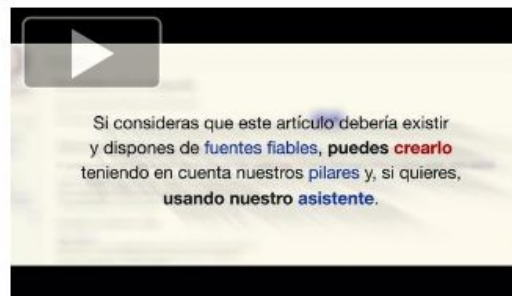 Si consideras que este artículo debería existir
y dispones de fuentes fiables, puedes crearlo
teniendo en cuenta nuestros pilares y, si quieres,
usando nuestro asistente.